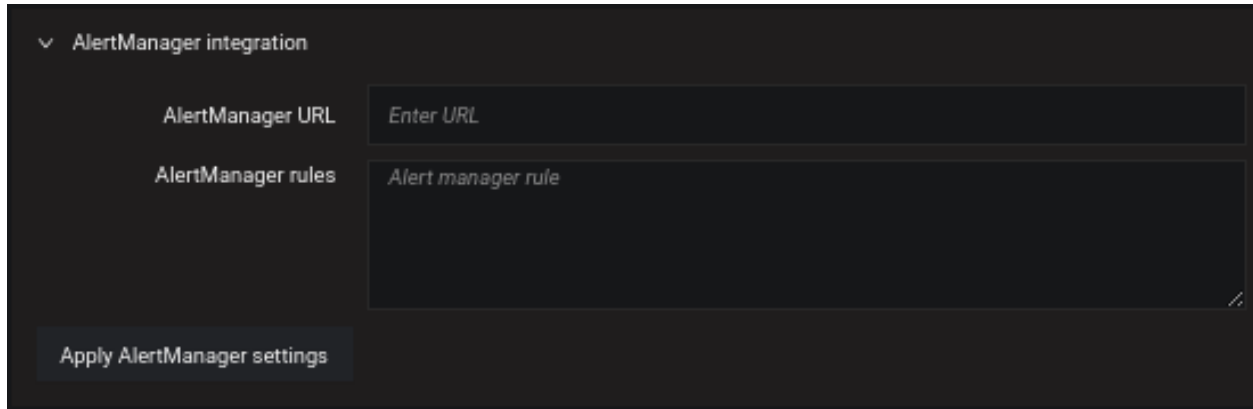 AlertManager integration
AlertManager URL
Enter URL
AlertManager rules
Alert manager rule
Apply AlertManager settings